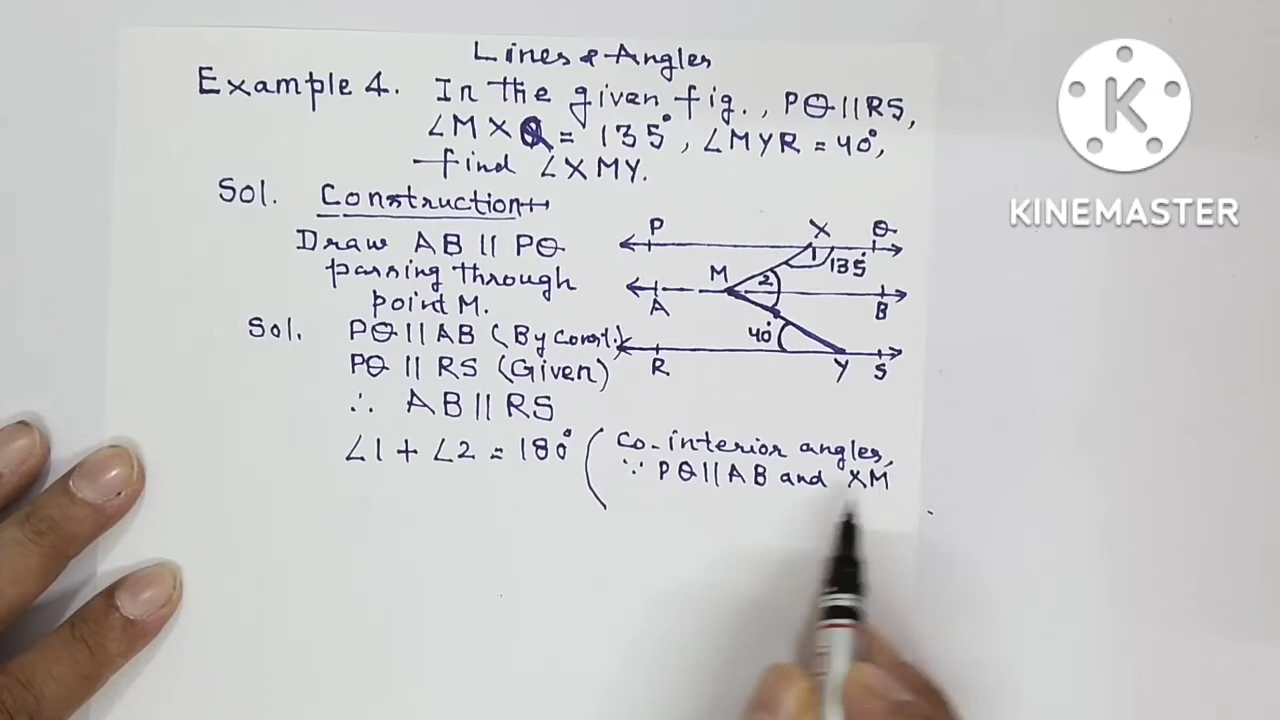 Lines & Angles
Example 4. In the given fig., PQ || RS,
∠MXQ = 135°, ∠MYR = 40°,
find ∠XMY.
Sol. Construction
Draw AB || PQ
passing through
point M.
Sol. PQ || AB (By Const.)
PQ || RS (Given)
∴ AB || RS
∠1 + ∠2 = 180° (Co-interior angles,
∵ PQ || AB and XM
P X Q
1 135°
M 2
A B
40°
R Y S
K
KINEMASTER